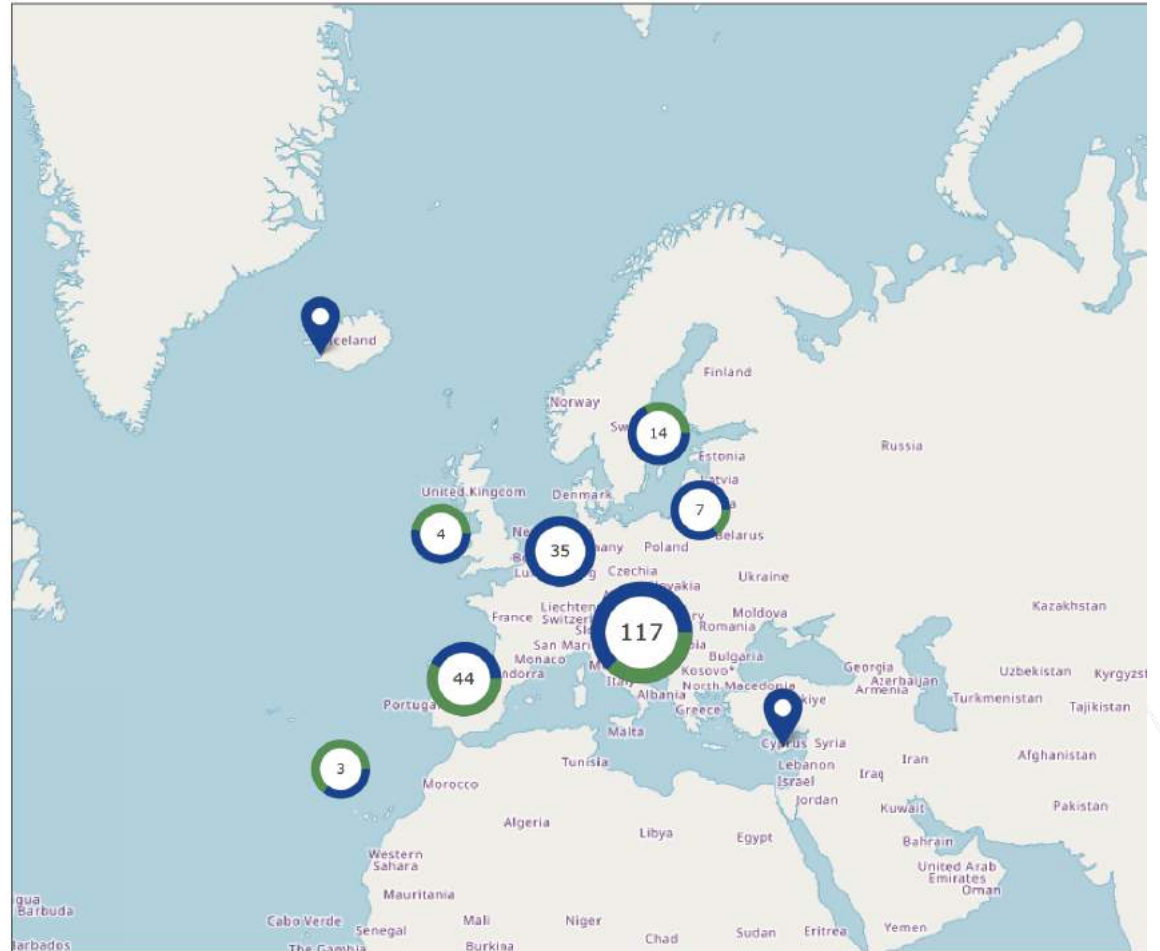 Iceland
Finland
Norway
14
Russia
Estonia
Latvia
United Kingdom
Denmark
7
4
Belarus
35
Poland
Czechia
Slovakia
Ukraine
Kazakhstan
Moldova
France
117
Romania
Monaco
Bulgaria
Kosovo*
Georgia
Azerbaijan
Armenia
Uzbekistan
44
Italy
North Macedonia
Albania
Turkmenistan
Tajikistan
Portugal
Greece
Malta
Cyprus
Syria
3
Tunisia
Lebanon
Israel
Iran
Iraq
Afghanistan
Morocco
Jordan
Kuwait
Pakistan
Algeria
Libya
Egypt
Bahrain
Western
Sahara
United Arab
Emirates
Oman
Mauritania
Barbuda
Cabo Verde
Senegal
Mali
Niger
Chad
Sudan
Eritrea
Yemen
The Gambia
Burkina